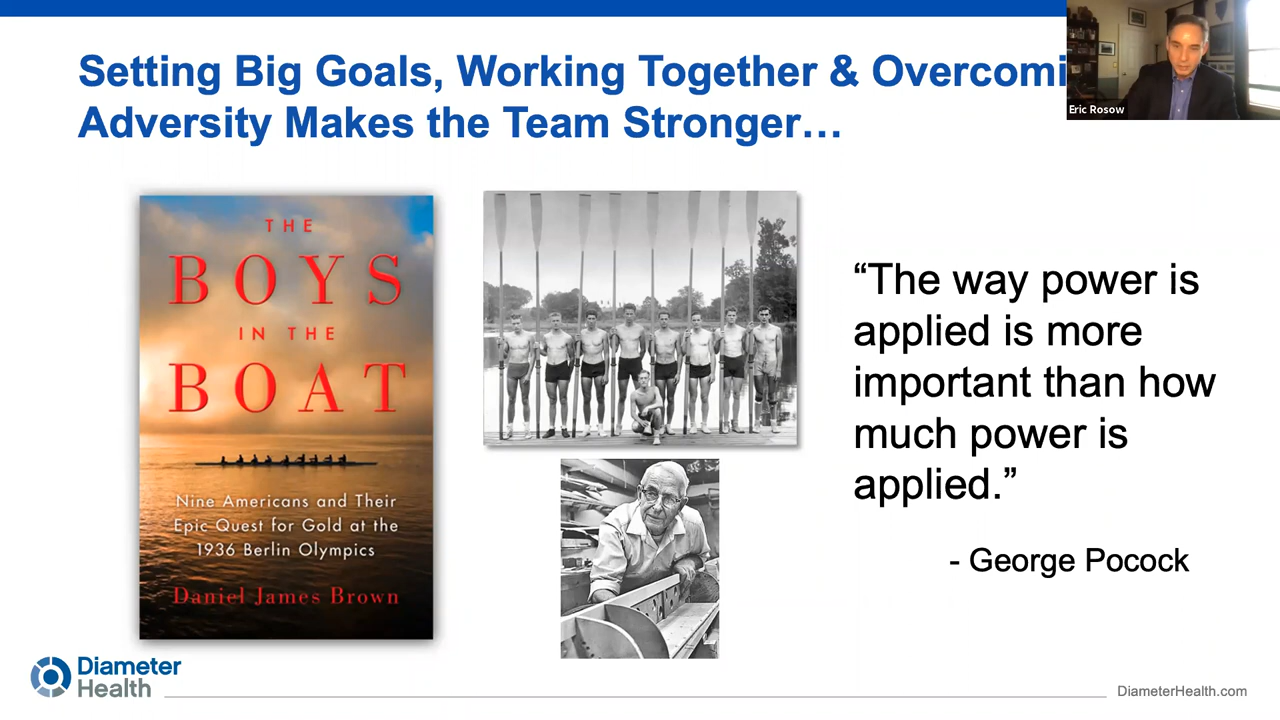 Setting Big Goals, Working Together & Overcomi
Adversity Makes the Team Stronger…
Eric Rosow
THE
BOYS
IN THE
BOAT
Nine Americans and Their
Epic Quest for Gold at the
1936 Berlin Olympics
Daniel James Brown
“The way power is
applied is more
important than how
much power is
applied.”
- George Pocock
Diameter
Health
DiameterHealth.com